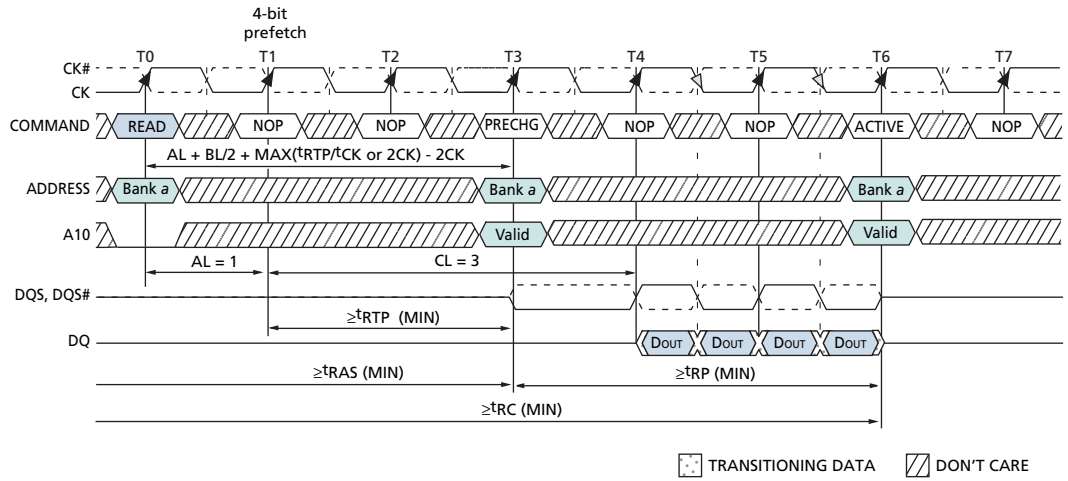 4-bit
prefetch
T0 T1 T2 T3 T4 T5 T6 T7
CK#
CK
COMMAND READ NOP NOP PRECHG NOP NOP ACTIVE NOP
AL + BL/2 + MAX(tRTP/tCK or 2CK) - 2CK
ADDRESS Bank a Bank a Bank a
A10 Valid Valid
AL = 1 CL = 3
DQS, DQS#
≥tRTP (MIN)
DQ DOUT DOUT DOUT DOUT
≥tRAS (MIN) ≥tRP (MIN)
≥tRC (MIN)
TRANSITIONING DATA DON'T CARE